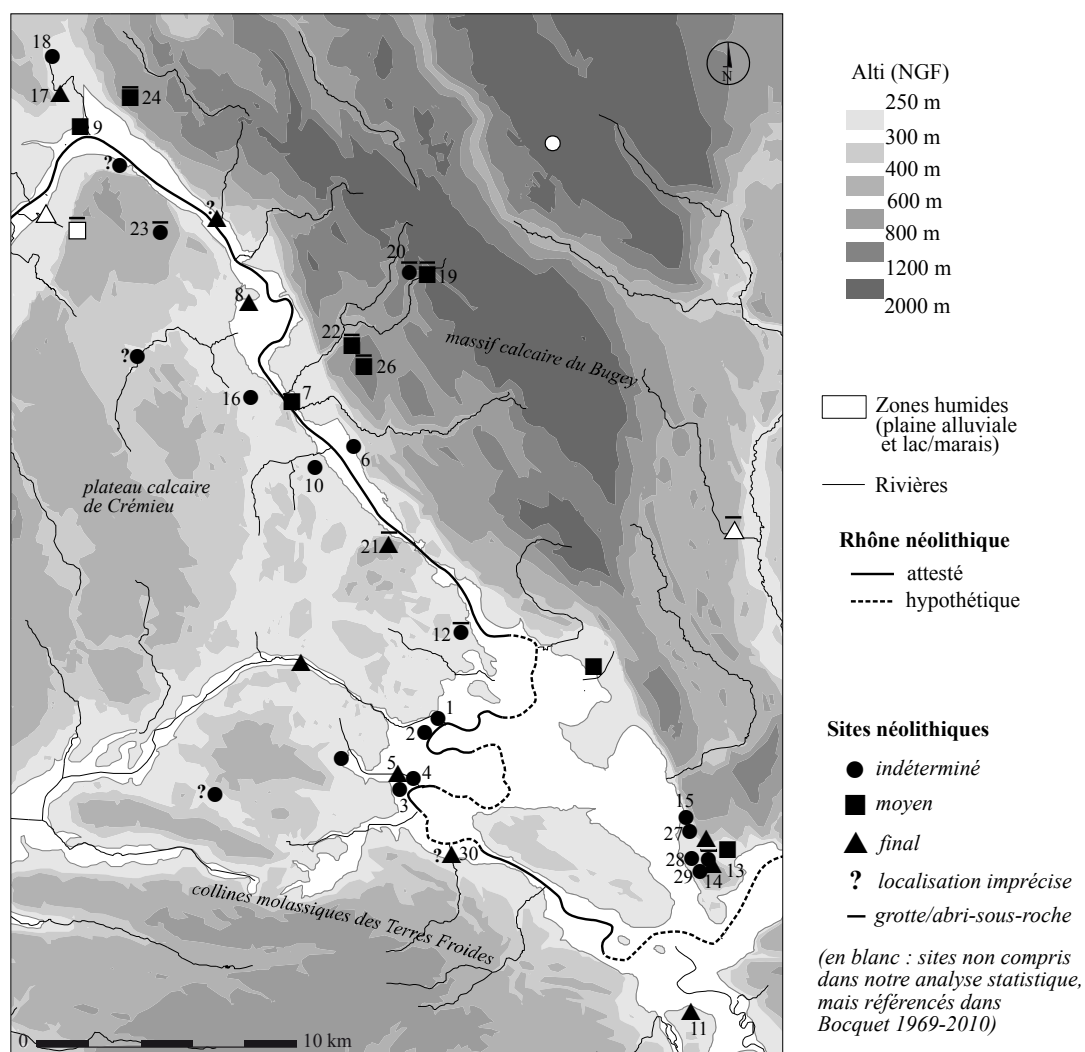 18
17
24
9
?
?
23
20
19
8
22
26
massif calcaire
du Bugey
?
16
7
6
10
plateau calcaire
de Crémieu
21
12
1
2
5
4
3
?
15
27
28
13
29
14
?
30
collines molassiques des Terres Froides
11
0
10 km
N
Alti (NGF)
250 m
300 m
400 m
600 m
800 m
1200 m
2000 m
Zones humides
(plaine alluviale
et lac/marais)
Rivières
Rhône néolithique
attesté
hypothétique
Sites néolithiques
indéterminé
moyen
final
? localisation imprécise
grotte/abri-sous-roche
(en blanc : sites non compris
dans notre analyse statistique,
mais référencés dans
Bocquet 1969-2010)